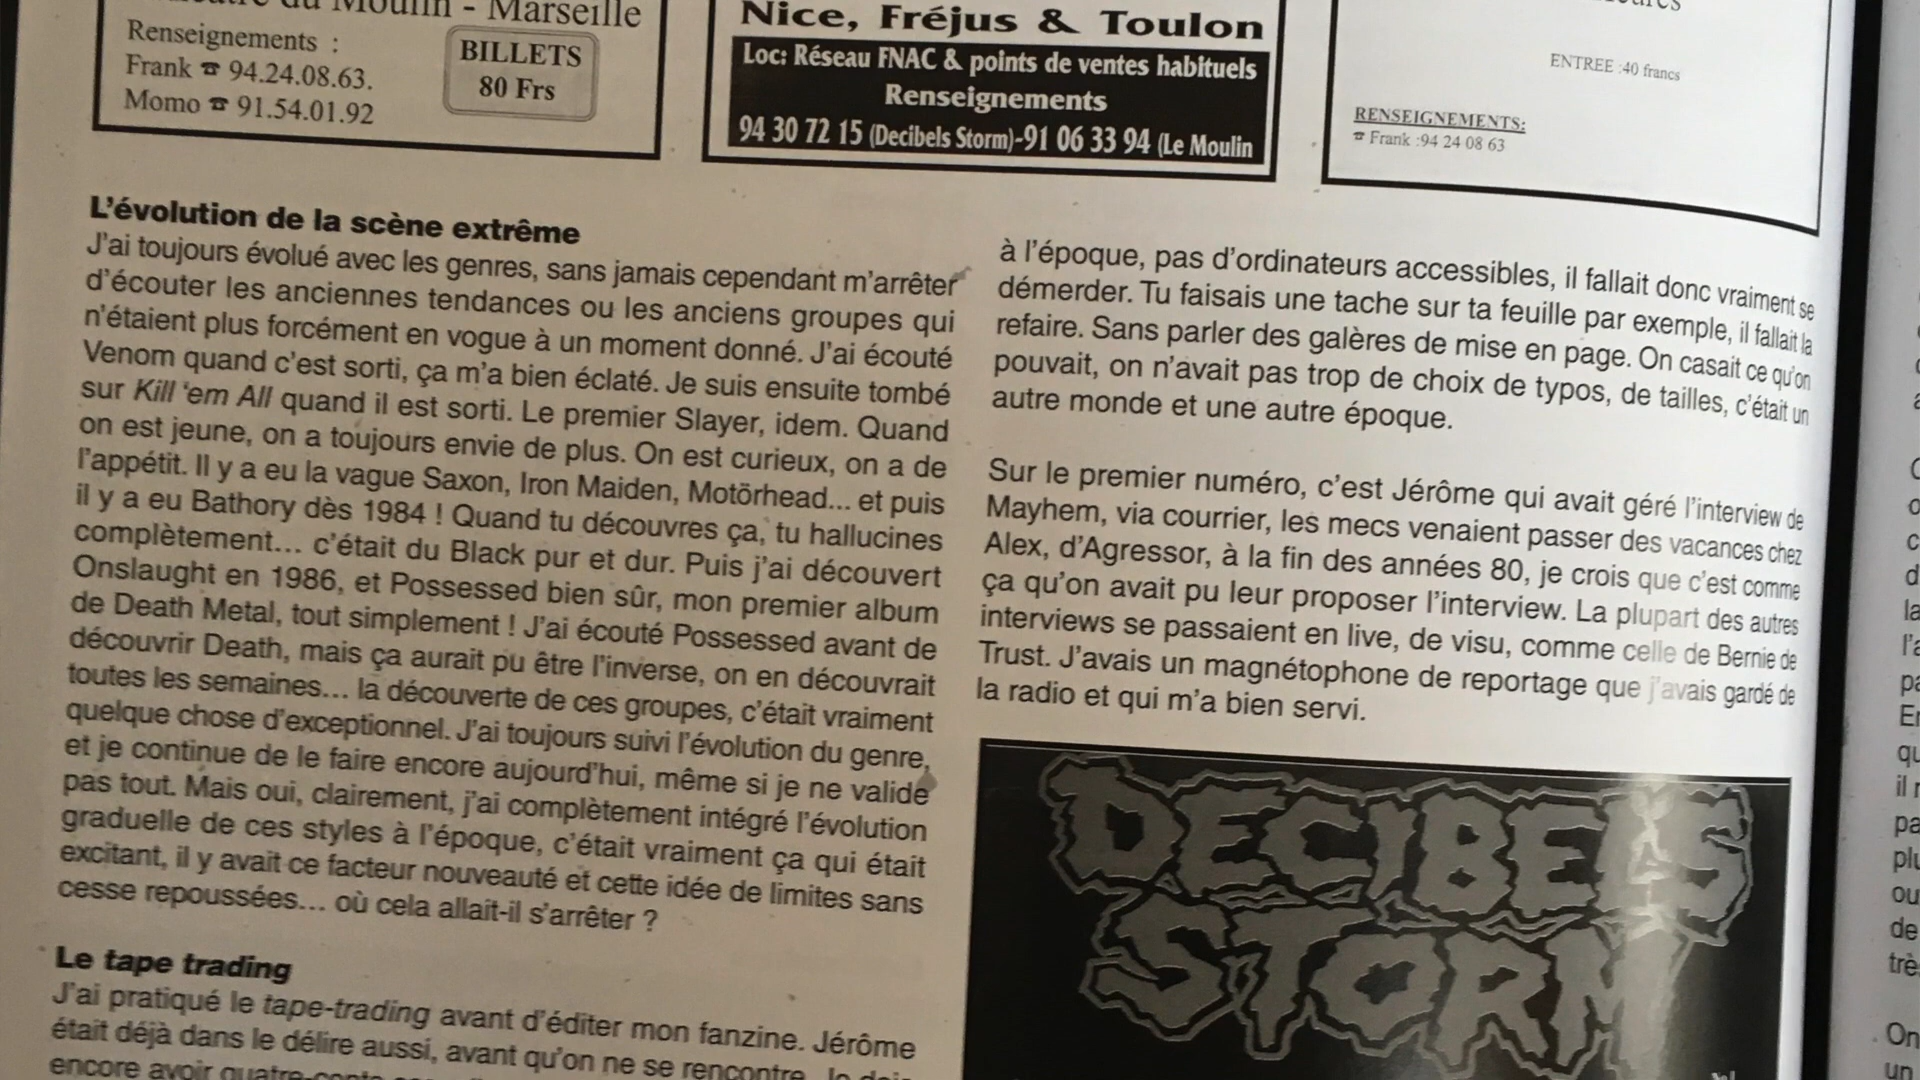 du Moulin - Marseille
Renseignements :
Frank ☎ 94.24.08.63.
Momo ☎ 91.54.01.92
BILLETS
80 Frs
Nice, Fréjus & Toulon
Loc: Réseau FNAC & points de ventes habituels
Renseignements
94 30 72 15 (Decibels Storm)-91 06 33 94 (Le Moulin
ENTREE :40 francs
RENSEIGNEMENTS:
☎ Frank :94 24 08 63
L'évolution de la scène extrême
J'ai toujours évolué avec les genres, sans jamais cependant m'arrêter
d'écouter les anciennes tendances ou les anciens groupes qui
n'étaient plus forcément en vogue à un moment donné. J'ai écouté
Venom quand c'est sorti, ça m'a bien éclaté. Je suis ensuite tombé
sur Kill 'em All quand il est sorti. Le premier Slayer, idem. Quand
on est jeune, on a toujours envie de plus. On est curieux, on a de
l'appétit. Il y a eu la vague Saxon, Iron Maiden, Motörhead... et puis
il y a eu Bathory dès 1984 ! Quand tu découvres ça, tu hallucines
complètement... c'était du Black pur et dur. Puis j'ai découvert
Onslaught en 1986, et Possessed bien sûr, mon premier album
de Death Metal, tout simplement ! J'ai écouté Possessed avant de
découvrir Death, mais ça aurait pu être l'inverse, on en découvrait
toutes les semaines... la découverte de ces groupes, c'était vraiment
quelque chose d'exceptionnel. J'ai toujours suivi l'évolution du genre,
et je continue de le faire encore aujourd'hui, même si je ne valide
pas tout. Mais oui, clairement, j'ai complètement intégré l'évolution
graduelle de ces styles à l'époque, c'était vraiment ça qui était
excitant, il y avait ce facteur nouveauté et cette idée de limites sans
cesse repoussées... où cela allait-il s'arrêter ?
Le tape trading
J'ai pratiqué le tape-trading avant d'éditer mon fanzine. Jérôme
était déjà dans le délire aussi, avant qu'on ne se rencontre. Je dois
encore avoir quatre-cents
à l'époque, pas d'ordinateurs accessibles, il fallait donc vraiment se
démerder. Tu faisais une tache sur ta feuille par exemple, il fallait la
refaire. Sans parler des galères de mise en page. On casait ce qu'on
pouvait, on n'avait pas trop de choix de typos, de tailles, c'était un
autre monde et une autre époque.
Sur le premier numéro, c'est Jérôme qui avait géré l'interview de
Mayhem, via courrier, les mecs venaient passer des vacances chez
Alex, d'Agressor, à la fin des années 80, je crois que c'est comme
ça qu'on avait pu leur proposer l'interview. La plupart des autres
interviews se passaient en live, de visu, comme celle de Bernie de
Trust. J'avais un magnétophone de reportage que j'avais gardé de
la radio et qui m'a bien servi.
DECIBELS
STORM